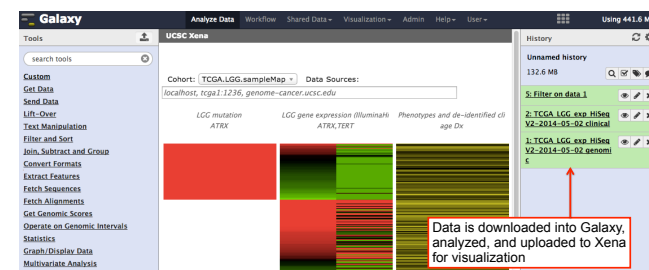 Galaxy
Analyze Data Workflow Shared Data Visualization Admin Help User Using 441.6 M
Tools
search tools
Custom
Get Data
Send Data
Lift-Over
Text Manipulation
Filter and Sort
Join, Subtract and Group
Convert Formats
Extract Features
Fetch Sequences
Fetch Alignments
Get Genomic Scores
Operate on Genomic Intervals
Statistics
Graph/Display Data
Multivariate Analysis
UCSC Xena
Cohort: TCGA.LGG.sampleMap Data Sources:
localhost, tcga1:1236, genome-cancer.ucsc.edu
LGG mutation
ATRX
LGG gene expression (IlluminaHi
ATRX,TERT
Phenotypes and de-identified cli
age Dx
History
Unnamed history
132.6 MB
5: Filter on data 1
2: TCGA LGG exp HiSeq
V2-2014-05-02 clinical
1: TCGA LGG exp HiSeq
V2-2014-05-02 genomi
c
Data is downloaded into Galaxy,
analyzed, and uploaded to Xena
for visualization